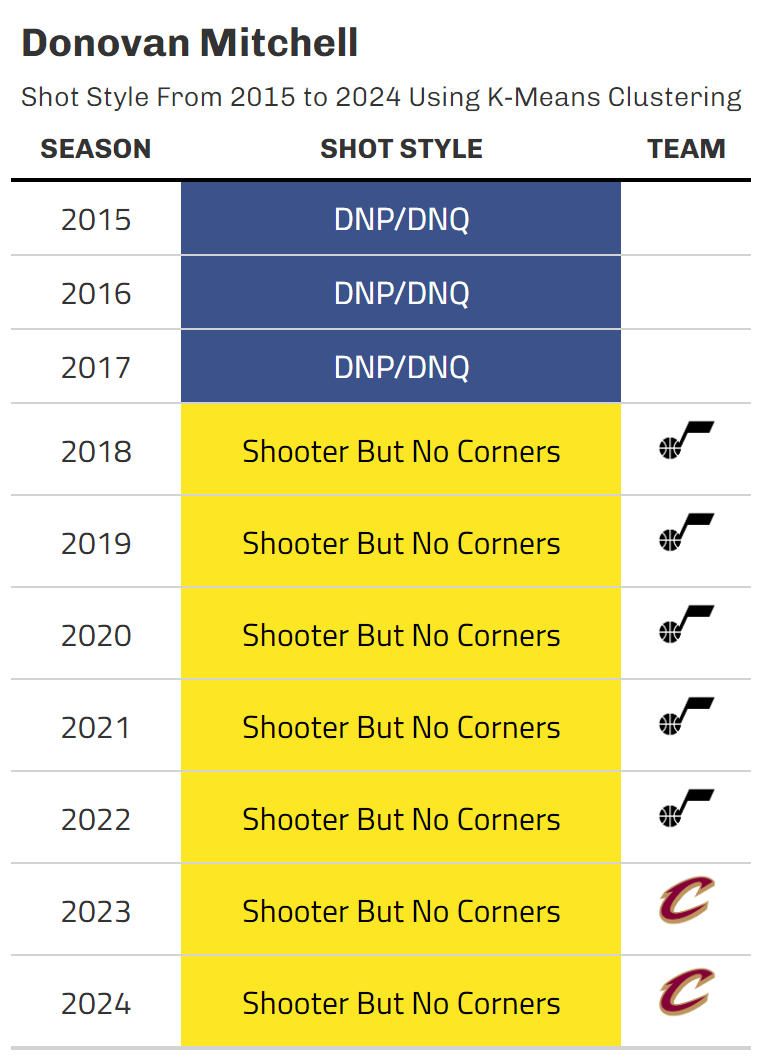 Donovan Mitchell
Shot Style From 2015 to 2024 Using K-Means Clustering
SEASON SHOT STYLE TEAM
2015 DNP/DNQ
2016 DNP/DNQ
2017 DNP/DNQ
2018 Shooter But No Corners
2019 Shooter But No Corners
2020 Shooter But No Corners
2021 Shooter But No Corners
2022 Shooter But No Corners
2023 Shooter But No Corners C
2024 Shooter But No Corners C